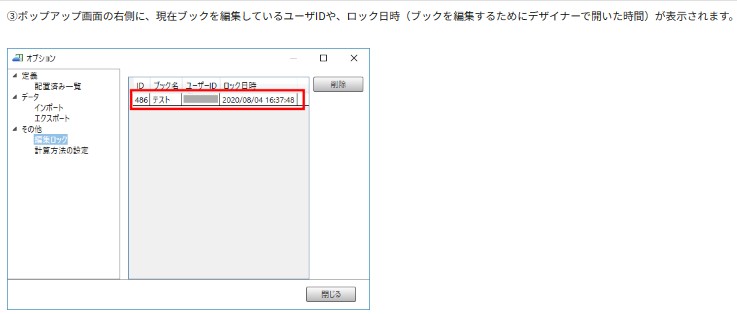 ③ポップアップ画面の右側に、現在ブックを編集しているユーザIDや、ロック日時（ブックを編集するためにデザイナーで開いた時間）が表示されます。
オプション
定義
配置済み一覧
データ
インポート
エクスポート
その他
編集ロック
計算方法の設定
ID ブック名 ユーザーID ロック日時
486 テスト 2020/08/04 16:37:48
削除
閉じる